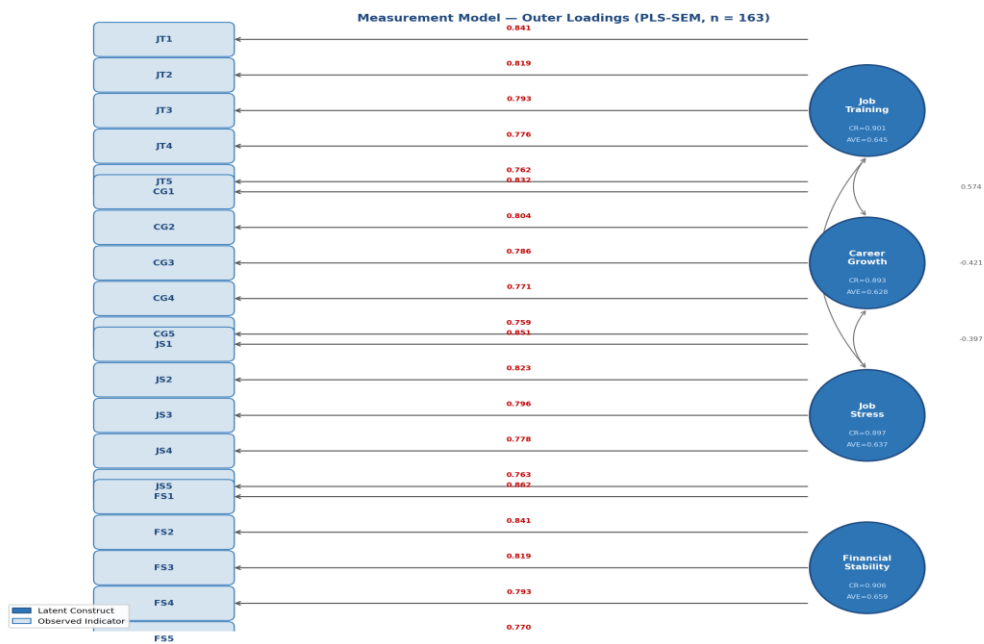 Measurement Model — Outer Loadings (PLS-SEM, n = 163)
0.841
JT1
0.819
JT2
0.793
JT3
0.776
JT4
0.762
JT5
0.832
CG1
0.804
CG2
0.786
CG3
0.771
CG4
0.759
CG5
0.851
JS1
0.823
JS2
0.796
JS3
0.778
JS4
0.763
JS5
0.862
FS1
0.841
FS2
0.819
FS3
0.793
FS4
0.770
FS5
Job
Training
CR=0.901
AVE=0.645
0.574
Career
Growth
CR=0.893
AVE=0.628
-0.421
-0.397
Job
Stress
CR=0.897
AVE=0.637
Financial
Stability
CR=0.906
AVE=0.659
Latent Construct
Observed Indicator